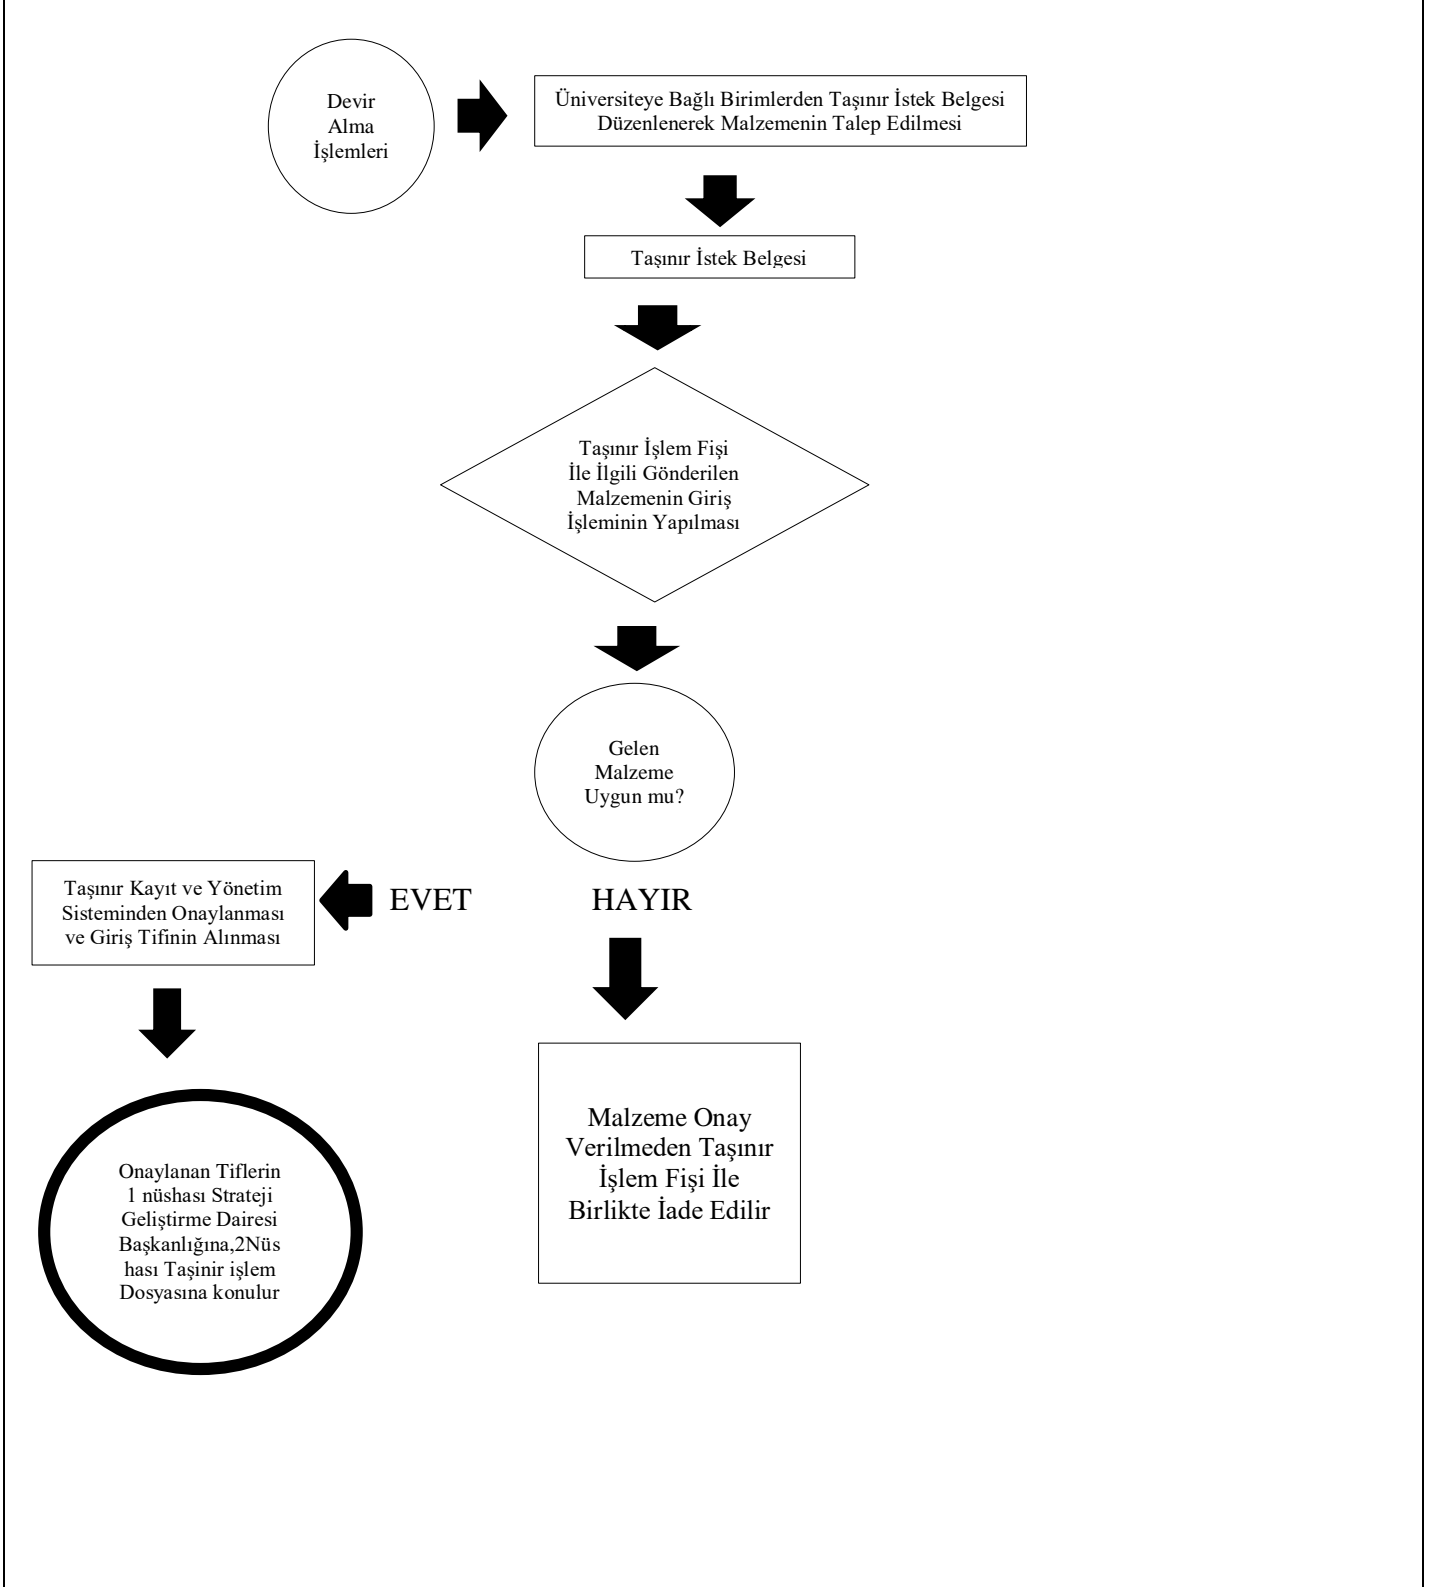 Devir
Alma
İşlemleri
Üniversiteye Bağlı Birimlerden Taşınır İstek Belgesi
Düzenlenerek Malzemenin Talep Edilmesi
Taşınır İstek Belgesi
Taşınır İşlem Fişi
İle İlgili Gönderilen
Malzemenin Giriş
İşleminin Yapılması
Gelen
Malzeme
Uygun mu?
EVET
HAYIR
Taşınır Kayıt ve Yönetim
Sisteminden Onaylanması
ve Giriş Tifinin Alınması
Malzeme Onay
Verilmeden Taşınır
İşlem Fişi İle
Birlikte İade Edilir
Onaylanan Tiflerin
1 nüshası Strateji
Geliştirme Dairesi
Başkanlığına,2Nüs
hası Taşinir işlem
Dosyasına konulur